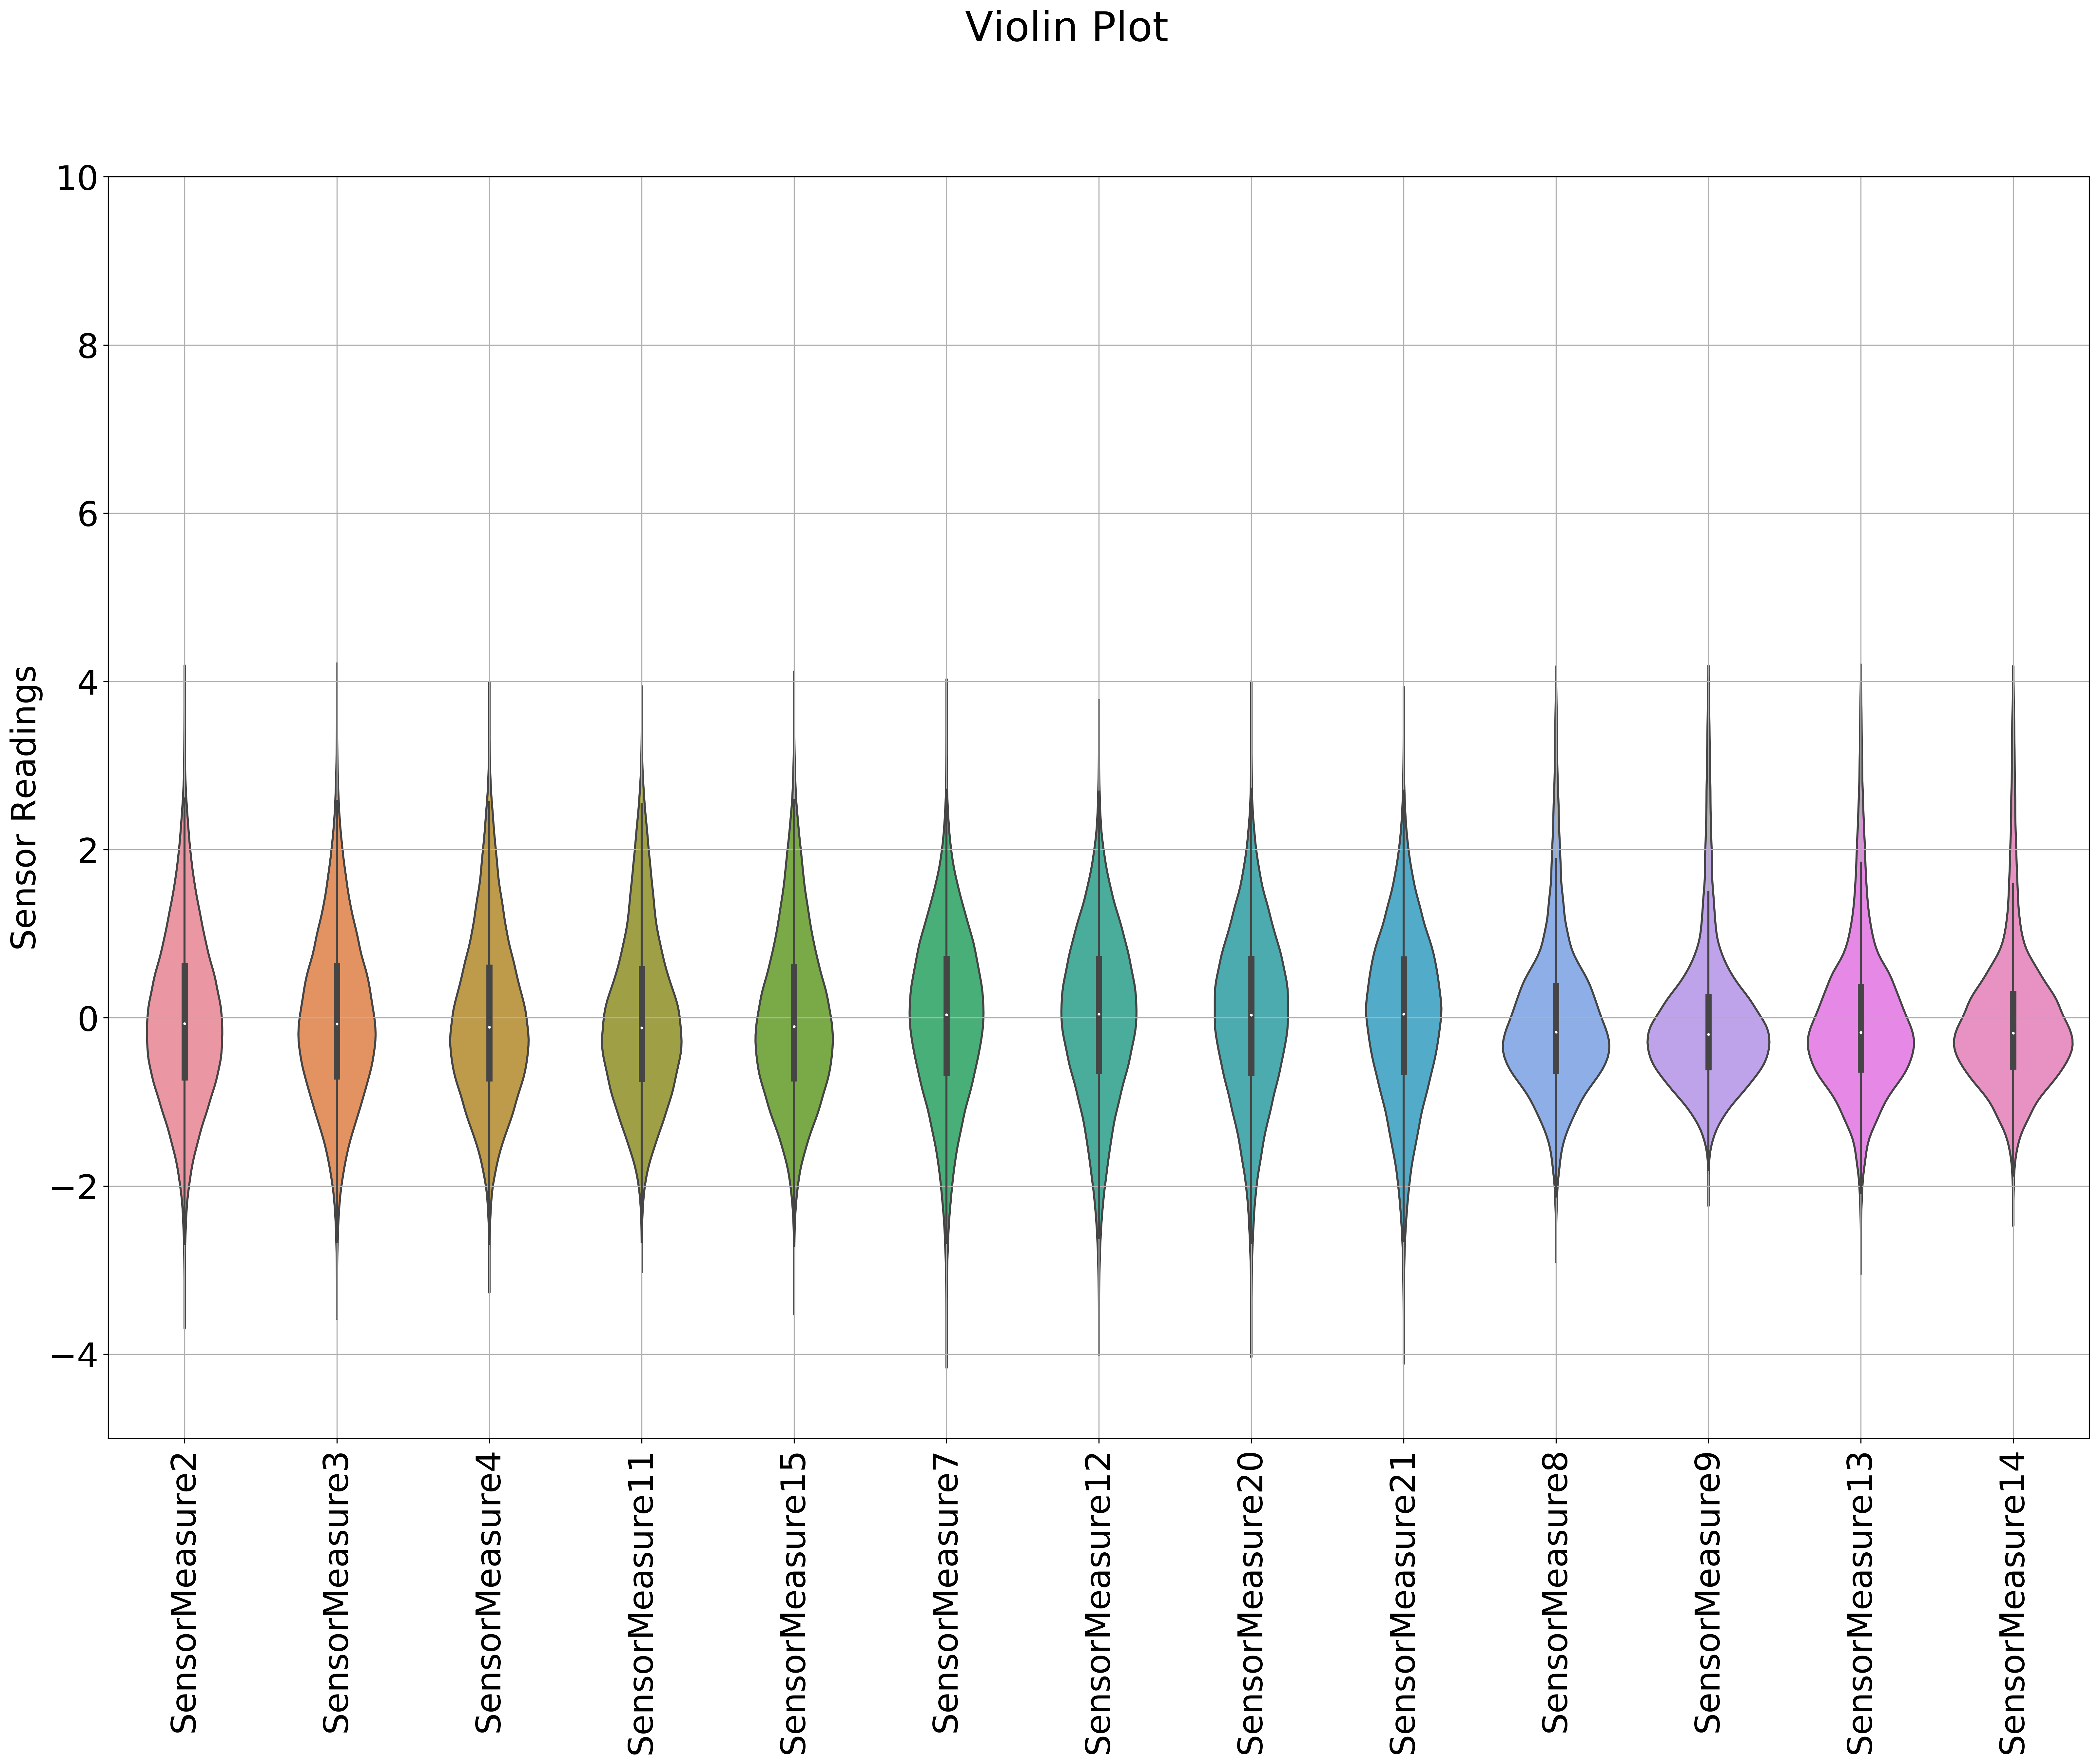 Violin Plot
Sensor Readings
10
8
6
4
2
0
−2
−4
SensorMeasure2
SensorMeasure3
SensorMeasure4
SensorMeasure11
SensorMeasure15
SensorMeasure7
SensorMeasure12
SensorMeasure20
SensorMeasure21
SensorMeasure8
SensorMeasure9
SensorMeasure13
SensorMeasure14